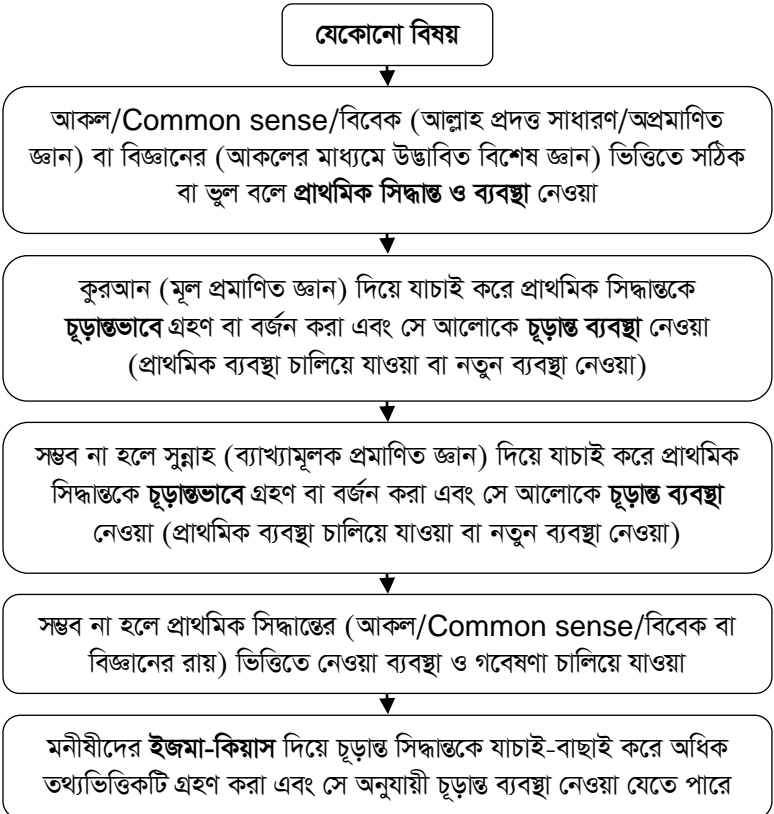 যেকোনো বিষয়
আকল/Common sense/বিবেক (আল্লাহ প্রদত্ত সাধারণ/অপ্রমাণিত
জ্ঞান) বা বিজ্ঞানের (আকলের মাধ্যমে উদ্ভাবিত বিশেষ জ্ঞান) ভিত্তিতে সঠিক
বা ভুল বলে প্রাথমিক সিদ্ধান্ত ও ব্যবস্থা নেওয়া
কুরআন (মূল প্রমাণিত জ্ঞান) দিয়ে যাচাই করে প্রাথমিক সিদ্ধান্তকে
চূড়ান্তভাবে গ্রহণ বা বর্জন করা এবং সে আলোকে চূড়ান্ত ব্যবস্থা নেওয়া
(প্রাথমিক ব্যবস্থা চালিয়ে যাওয়া বা নতুন ব্যবস্থা নেওয়া)
সম্ভব না হলে সুন্নাহ (ব্যাখ্যামূলক প্রমাণিত জ্ঞান) দিয়ে যাচাই করে প্রাথমিক
সিদ্ধান্তকে চূড়ান্তভাবে গ্রহণ বা বর্জন করা এবং সে আলোকে চূড়ান্ত ব্যবস্থা
নেওয়া (প্রাথমিক ব্যবস্থা চালিয়ে যাওয়া বা নতুন ব্যবস্থা নেওয়া)
সম্ভব না হলে প্রাথমিক সিদ্ধান্তের (আকল/Common sense/বিবেক বা
বিজ্ঞানের রায়) ভিত্তিতে নেওয়া ব্যবস্থা ও গবেষণা চালিয়ে যাওয়া
মনীষীদের ইজমা-কিয়াস দিয়ে চূড়ান্ত সিদ্ধান্তকে যাচাই-বাছাই করে অধিক
তথ্যভিত্তিকটি গ্রহণ করা এবং সে অনুযায়ী চূড়ান্ত ব্যবস্থা নেওয়া যেতে পারে